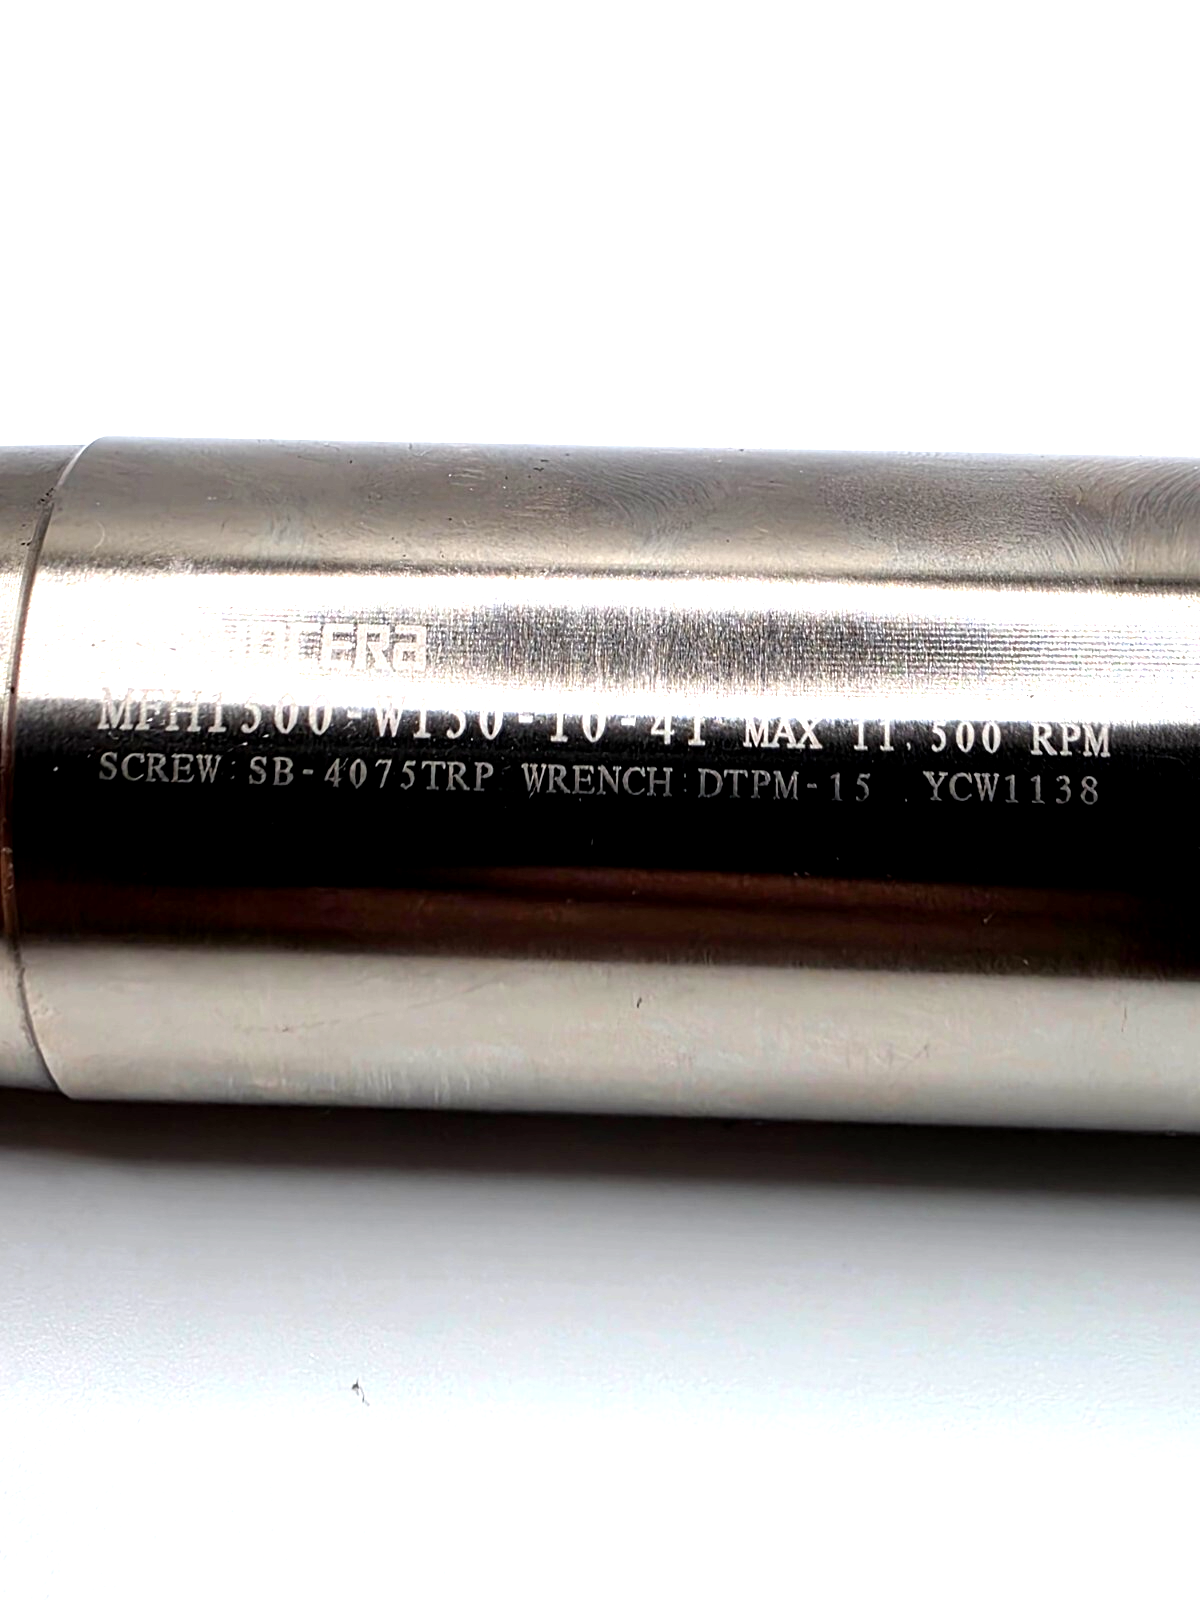 MFH1500-W150-10-4T MAX 11,500 RPM
SCREW:SB-4075TRP WRENCH:DTPM-15 YCW1138